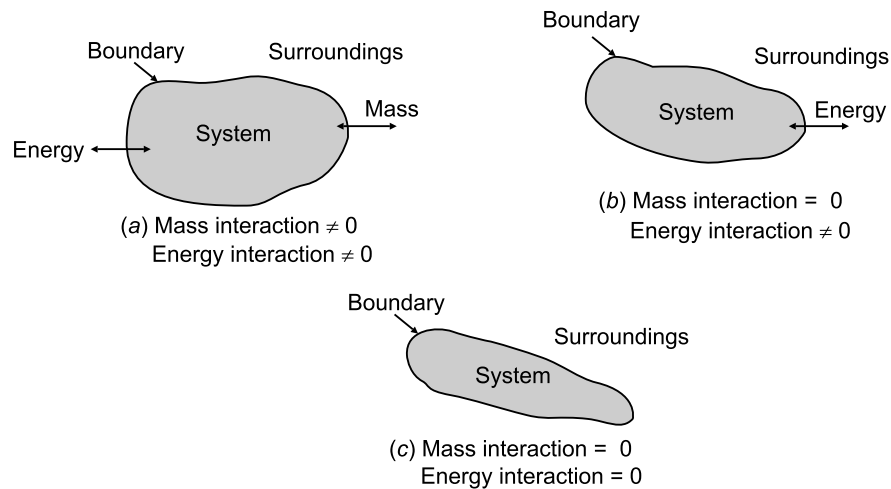 Boundary
Surroundings
Mass
System
Energy
(a) Mass interaction ≠ 0
Energy interaction ≠ 0
Boundary
Surroundings
System
Energy
(b) Mass interaction = 0
Energy interaction ≠ 0
Boundary
Surroundings
System
(c) Mass interaction = 0
Energy interaction = 0